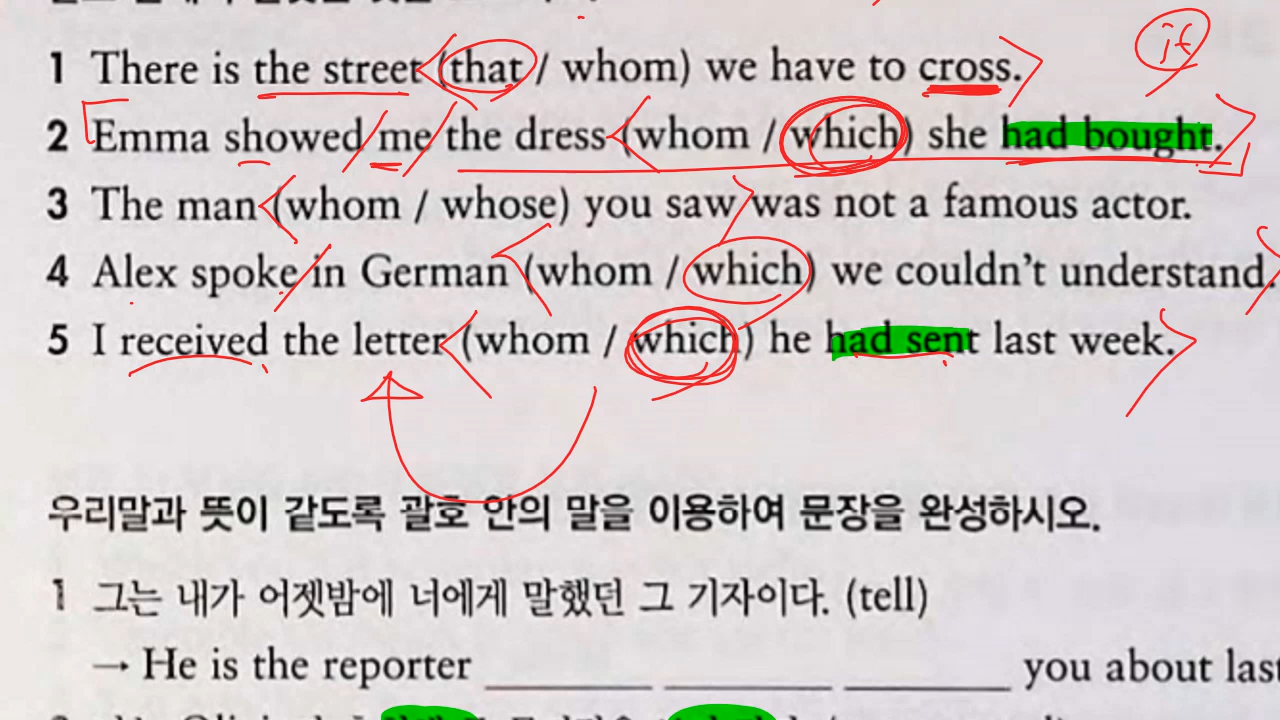 if
1 There is the street (that / whom) we have to cross.
2 Emma showed me the dress (whom / which) she had bought.
3 The man (whom / whose) you saw was not a famous actor.
4 Alex spoke in German (whom / which) we couldn't understand.
5 I received the letter (whom / which) he had sent last week.
우리말과 뜻이 같도록 괄호 안의 말을 이용하여 문장을 완성하시오.
1 그는 내가 어젯밤에 너에게 말했던 그 기자이다. (tell)
→ He is the reporter ______ ______ ______ you about last